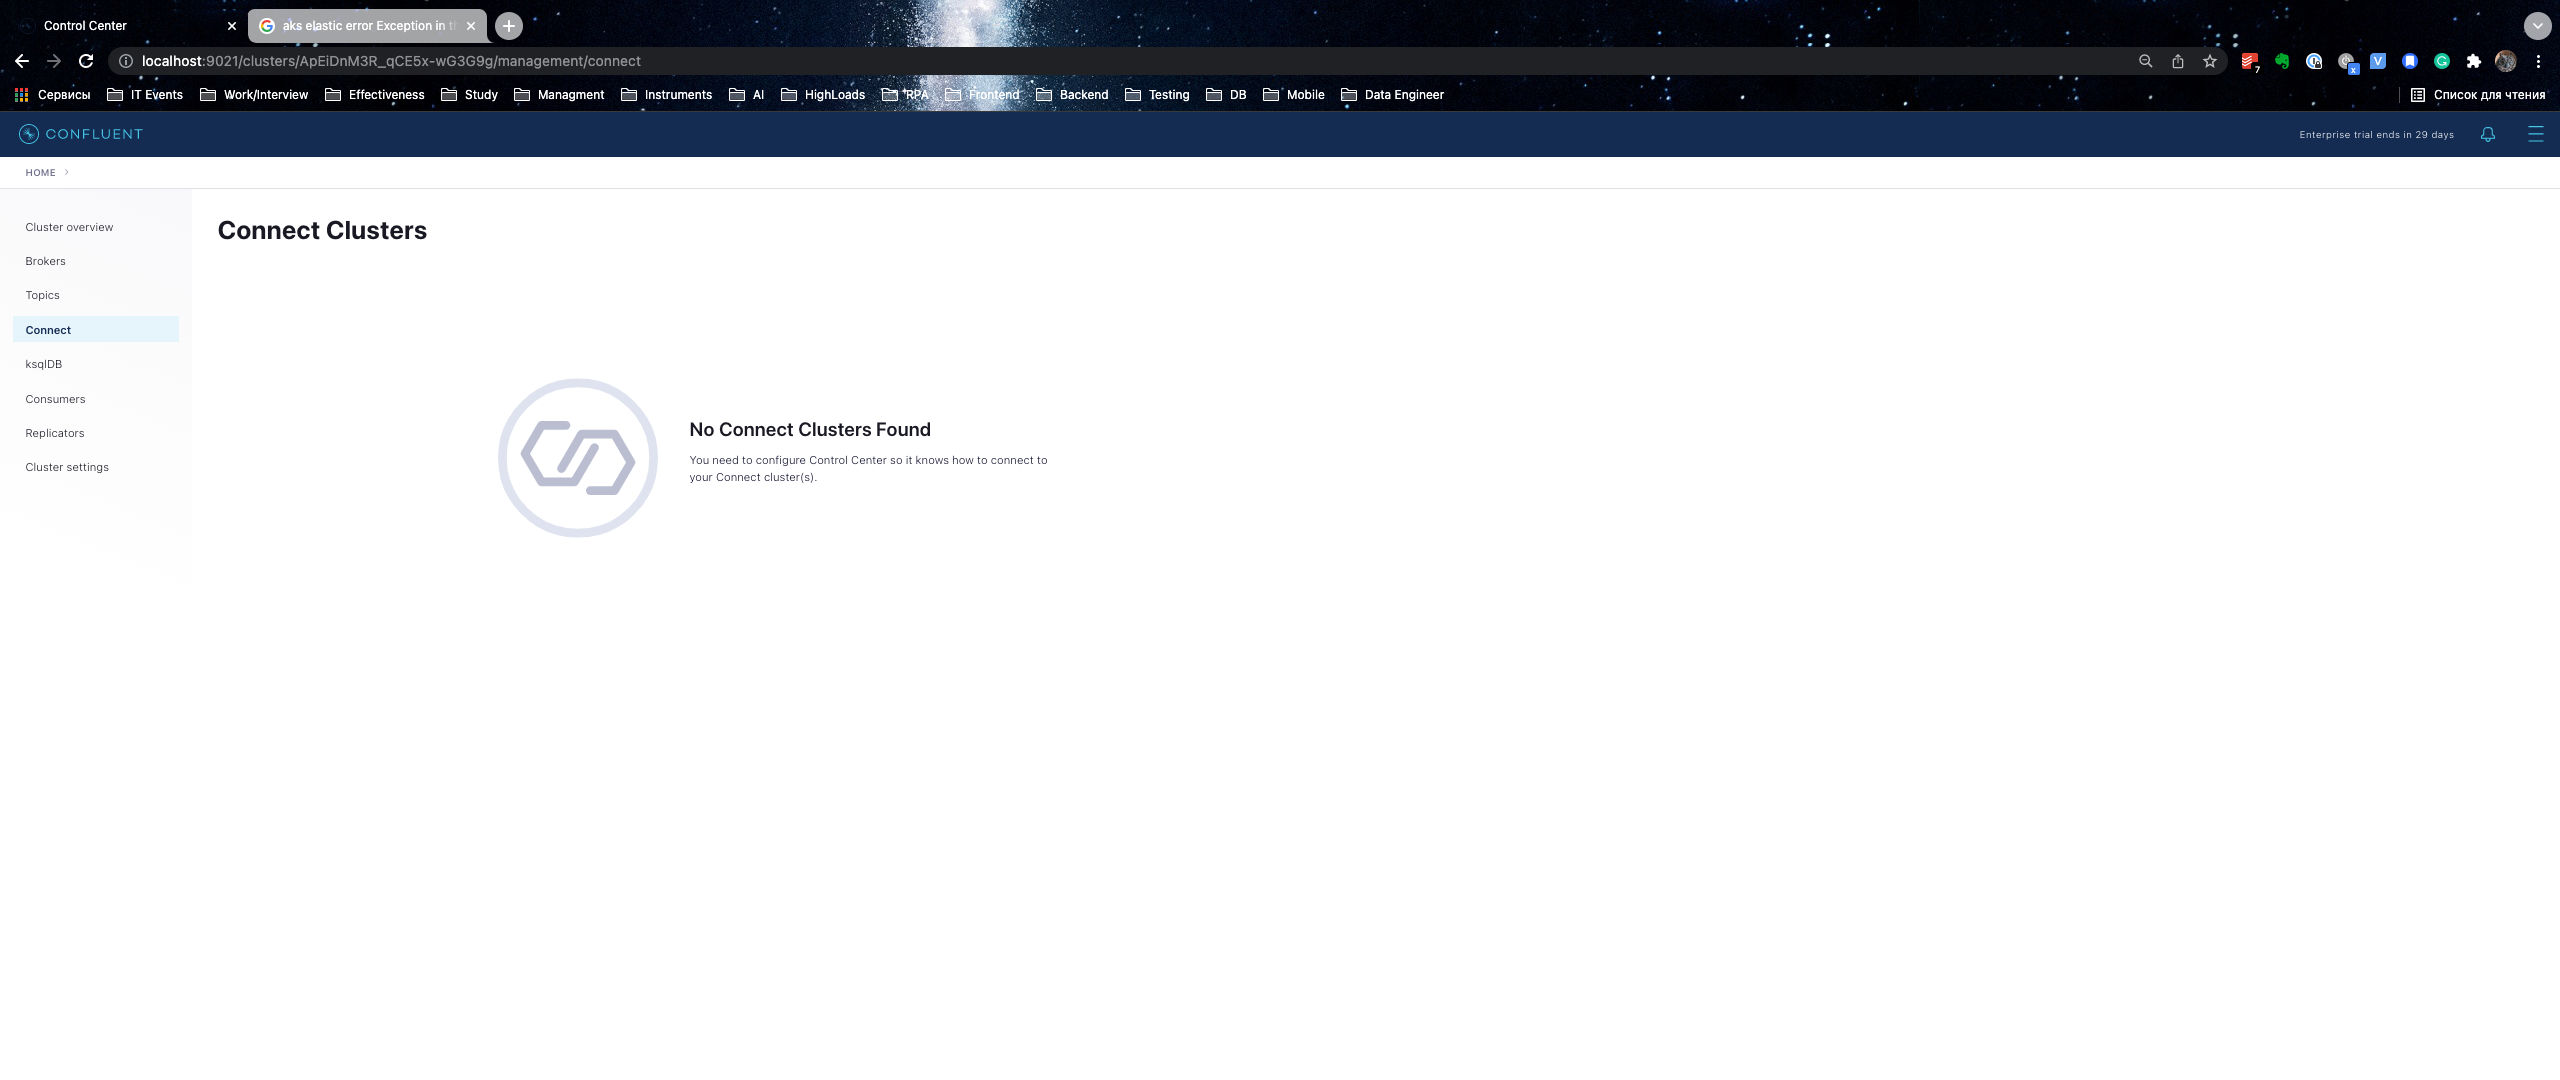 Control Center
aks elastic error Exception in t
localhost:9021/clusters/ApEiDnM3R_qCE5x-wG3G9g/management/connect
7
x
V
Сервисы IT Events Work/Interview Effectiveness Study Managment Instruments AI HighLoads RPA Frontend Backend Testing DB Mobile Data Engineer Список для чтения
CONFLUENT
Enterprise trial ends in 29 days
HOME >
Cluster overview
Brokers
Topics
Connect
ksqlDB
Consumers
Replicators
Cluster settings
Connect Clusters
No Connect Clusters Found
You need to configure Control Center so it knows how to connect to
your Connect cluster(s).